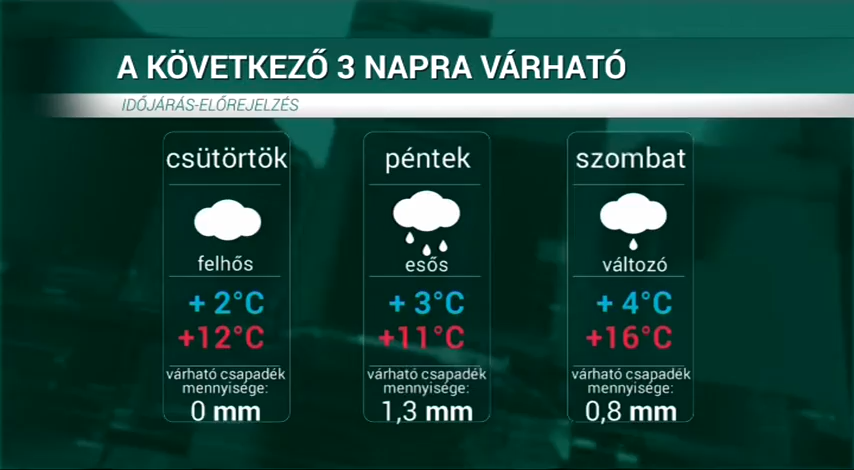 A KÖVETKEZŐ 3 NAPRA VÁRHATÓ
IDŐJÁRÁS-ELŐREJELZÉS
csütörtök
felhős
+ 2°C
+12°C
várható csapadék
mennyisége:
0 mm
péntek
esős
+ 3°C
+11°C
várható csapadék
mennyisége:
1,3 mm
szombat
változó
+ 4°C
+16°C
várható csapadék
mennyisége:
0,8 mm